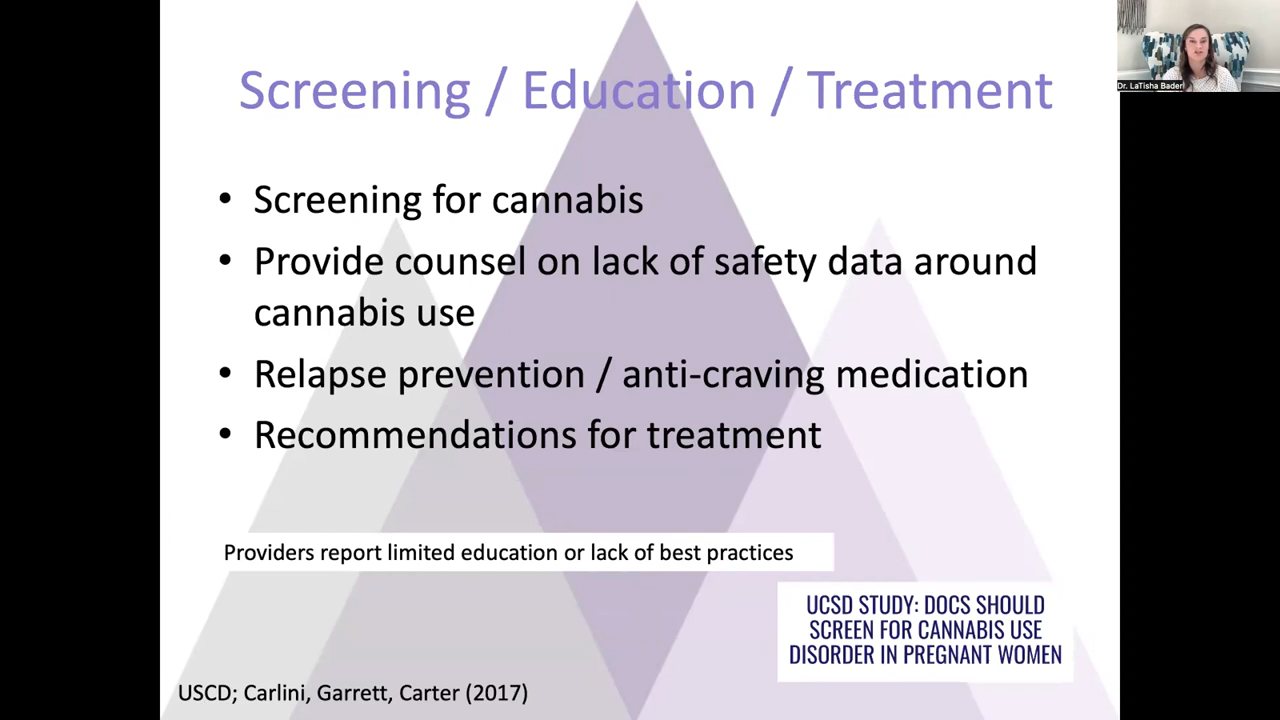 Screening / Education / Treatment
Dr. LaTisha Bader
• Screening for cannabis
• Provide counsel on lack of safety data around
cannabis use
• Relapse prevention / anti-craving medication
• Recommendations for treatment
Providers report limited education or lack of best practices
UCSD STUDY: DOCS SHOULD
SCREEN FOR CANNABIS USE
DISORDER IN PREGNANT WOMEN
USCD; Carlini, Garrett, Carter (2017)